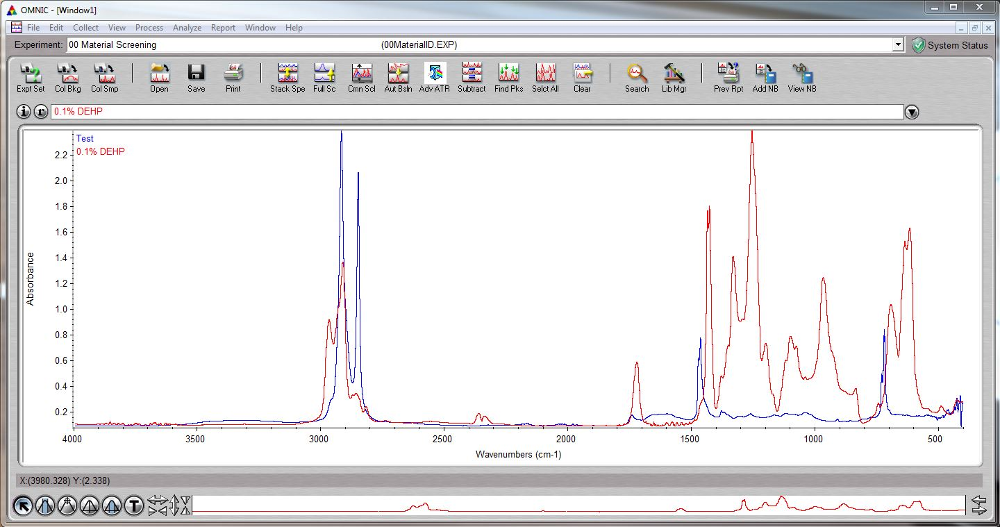 OMNIC - [Window1]
File Edit Collect View Process Analyze Report Window Help
Experiment: 00 Material Screening (00MaterialID.EXP) System Status
Expt Set Col Bkg Col Smp Open Save Print Stack Spe Full Sc Cmn Scl Aut Bsln Adv ATR Subtract Find Pks Selct All Clear Search Lib Mgr Prev Rpt Add NB View NB
i r 0.1% DEHP
Test
0.1% DEHP
2.2
2.0
1.8
1.6
1.4
1.2
1.0
0.8
0.6
0.4
0.2
Absorbance
4000 3500 3000 2500 2000 1500 1000 500
Wavenumbers (cm-1)
X:(3980.328) Y:(2.338)
T